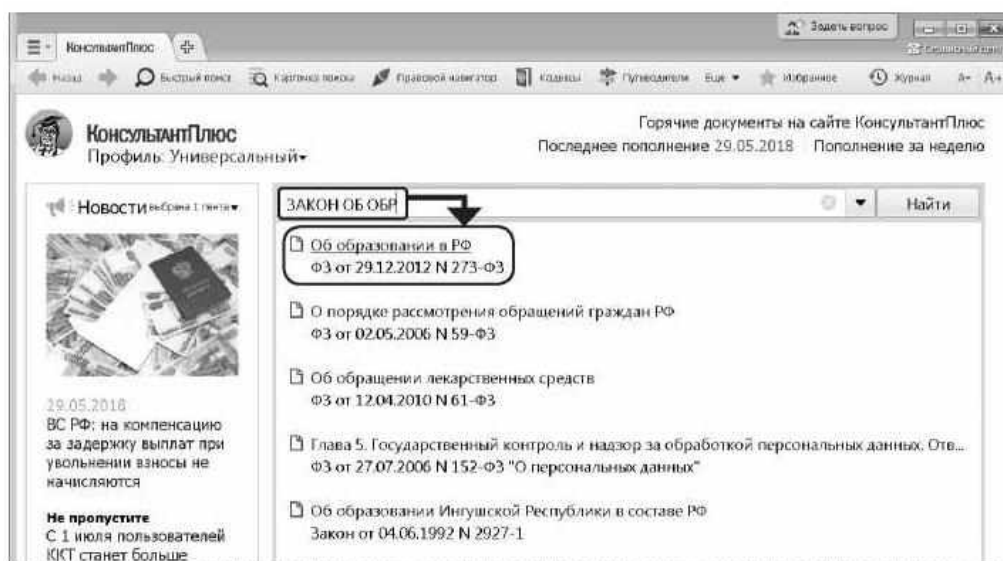 Задать вопрос
КонсультантПлюс
Назад Быстрый поиск Карточка поиска Правовой навигатор Кодексы Путеводители Еще Избранное Журнал A- A+
КонсультантПлюс
Профиль: Универсальный
Горячие документы на сайте КонсультантПлюс
Последнее пополнение 29.05.2018 Пополнение за неделю
Новости выбрана 1 лента
29.05.2018
ВС РФ: на компенсацию
за задержку выплат при
увольнении взносы не
начисляются
Не пропустите
С 1 июля пользователей
ККТ станет больше
ЗАКОН ОБ ОБР
Найти
Об образовании в РФ
ФЗ от 29.12.2012 N 273-ФЗ
О порядке рассмотрения обращений граждан РФ
ФЗ от 02.05.2006 N 59-ФЗ
Об обращении лекарственных средств
ФЗ от 12.04.2010 N 61-ФЗ
Глава 5. Государственный контроль и надзор за обработкой персональных данных. Отв...
ФЗ от 27.07.2006 N 152-ФЗ "О персональных данных"
Об образовании Ингушской Республики в составе РФ
Закон от 04.06.1992 N 2927-1